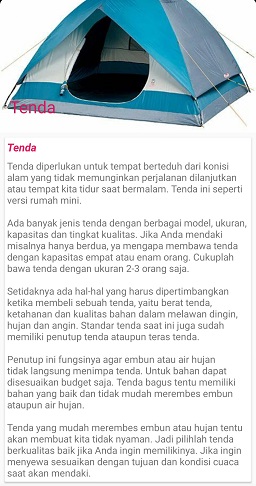 Tenda
Tenda
Tenda diperlukan untuk tempat berteduh dari konisi
alam yang tidak memunginkan perjalanan dilanjutkan
atau tempat kita tidur saat bermalam. Tenda ini seperti
versi rumah mini.
Ada banyak jenis tenda dengan berbagai model, ukuran,
kapasitas dan tingkat kualitas. Jika Anda mendaki
misalnya hanya berdua, ya mengapa membawa tenda
dengan kapasitas empat atau enam orang. Cukuplah
bawa tenda dengan ukuran 2-3 orang saja.
Setidaknya ada hal-hal yang harus dipertimbangkan
ketika membeli sebuah tenda, yaitu berat tenda,
ketahanan dan kualitas bahan dalam melawan dingin,
hujan dan angin. Standar tenda saat ini juga sudah
memiliki penutup tenda ataupun teras tenda.
Penutup ini fungsinya agar embun atau air hujan
tidak langsung menimpa tenda. Untuk bahan dapat
disesuaikan budget saja. Tenda bagus tentu memiliki
bahan yang baik dan tidak mudah merembes embun
ataupun air hujan.
Tenda yang mudah merembes embun atau hujan tentu
akan membuat kita tidak nyaman. Jadi pilihlah tenda
berkualitas baik jika Anda ingin memilikinya. Jika ingin
menyewa sesuaikan dengan tujuan dan kondisi cuaca
saat akan mendaki.